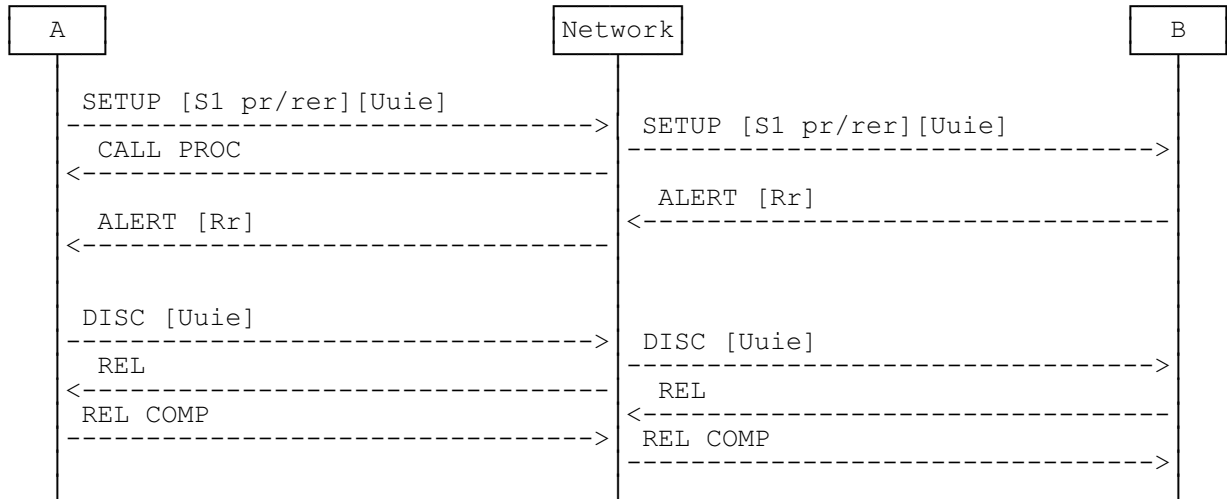 A Network B
SETUP [S1 pr/rer][Uuie]
SETUP [S1 pr/rer][Uuie]
CALL PROC
ALERT [Rr]
ALERT [Rr]
DISC [Uuie]
DISC [Uuie]
REL
REL
REL COMP
REL COMP